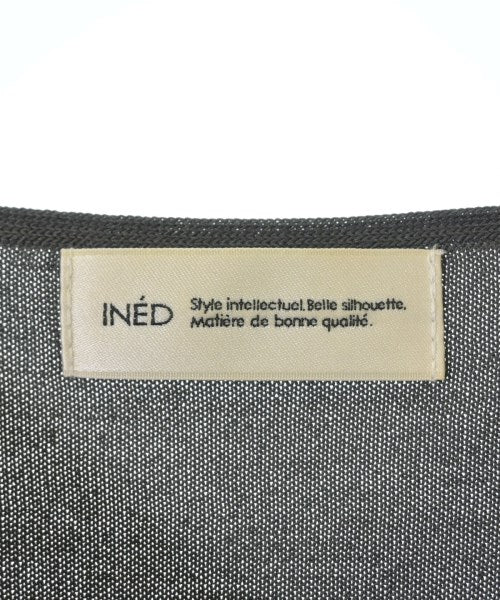 INÉD
Style intellectuel. Belle silhouette.
Matière de bonne qualité.